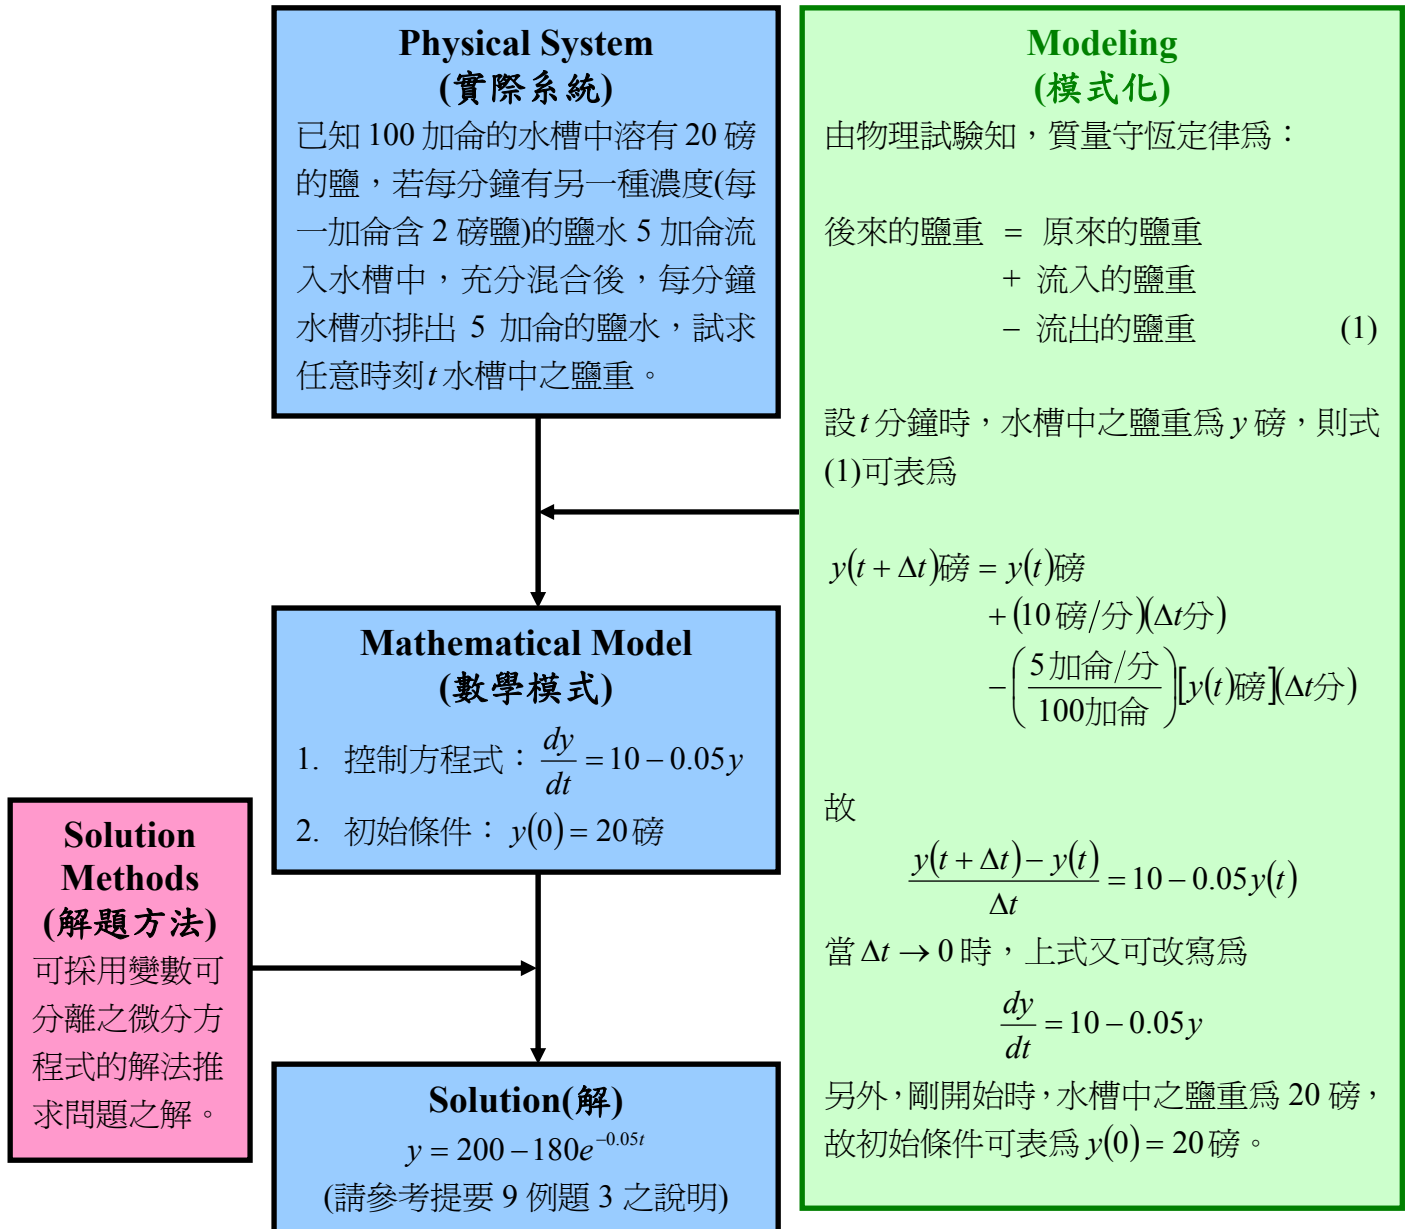 Physical System
(實際系統)
已知 100 加侖的水槽中溶有 20 磅
的鹽，若每分鐘有另一種濃度(每
一加侖含 2 磅鹽)的鹽水 5 加侖流
入水槽中，充分混合後，每分鐘
水槽亦排出 5 加侖的鹽水，試求
任意時刻 t 水槽中之鹽重。
Modeling
(模式化)
由物理試驗知，質量守恆定律為：
後來的鹽重 = 原來的鹽重
+ 流入的鹽重
− 流出的鹽重 (1)
設 t 分鐘時，水槽中之鹽重為 y 磅，則式
(1)可表為
y(t + Δt)磅 = y(t)磅
+ (10 磅/分)(Δt分)
− (5加侖/分 / 100加侖)[y(t)磅](Δt分)
故
(y(t + Δt) − y(t)) / Δt = 10 − 0.05y(t)
當 Δt → 0 時，上式又可改寫為
dy/dt = 10 − 0.05y
另外，剛開始時，水槽中之鹽重為 20 磅，
故初始條件可表為 y(0) = 20 磅。
Mathematical Model
(數學模式)
1. 控制方程式：dy/dt = 10 − 0.05y
2. 初始條件：y(0) = 20 磅
Solution
Methods
(解題方法)
可採用變數可
分離之微分方
程式的解法推
求問題之解。
Solution(解)
y = 200 − 180e^{−0.05t}
(請參考提要 9 例題 3 之說明)